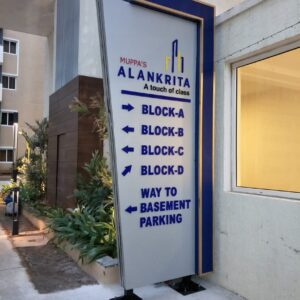 MUPPA'S
ALANKRITA
A touch of class
→ BLOCK-A
← BLOCK-B
← BLOCK-C
↗ BLOCK-D
WAY TO
← BASEMENT
PARKING